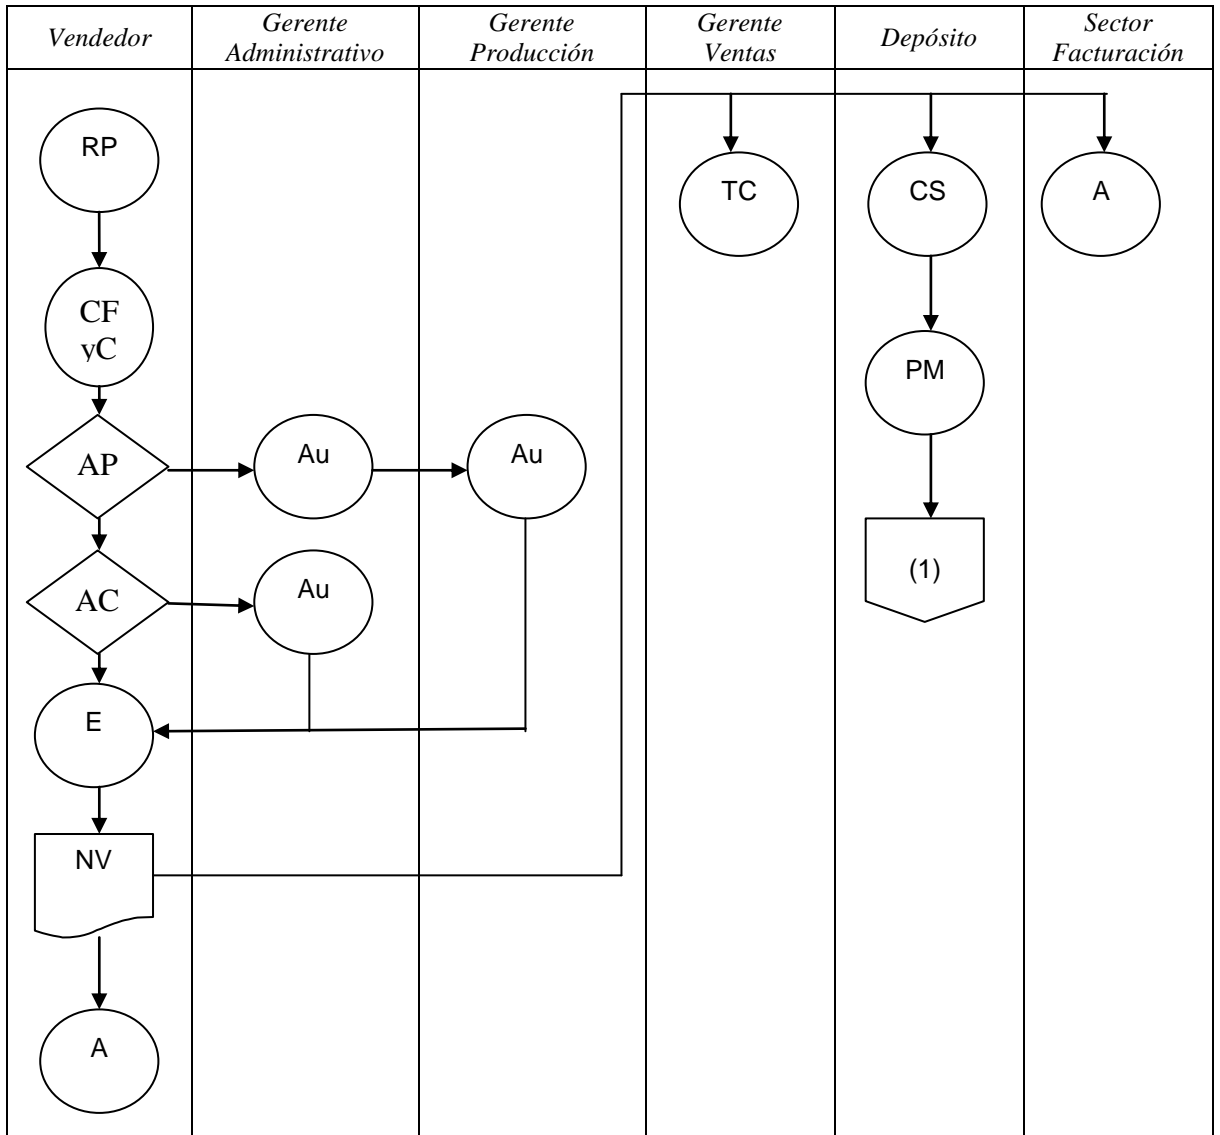 Vendedor
Gerente
Administrativo
Gerente
Producción
Gerente
Ventas
Depósito
Sector
Facturación
RP
CF
yC
AP
Au
Au
AC
Au
E
NV
A
TC
CS
PM
(1)
A